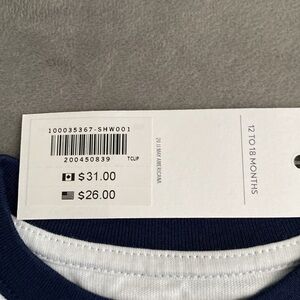 100035367-SHW001
200450839
TCLIP
$31.00
$26.00
12 TO 18 MONTHS